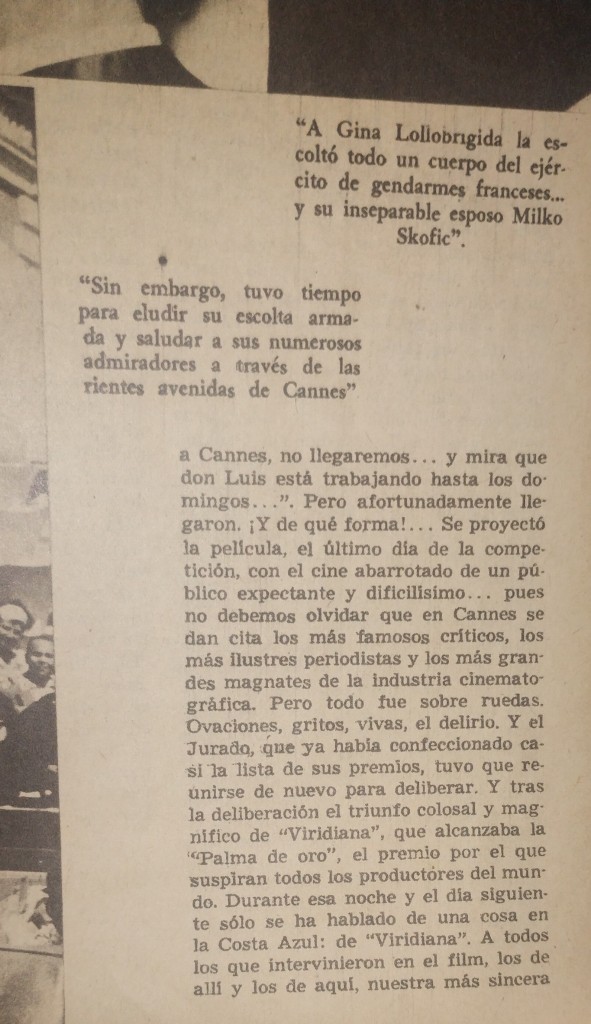 “A Gina Lollobrigida la es-
coltó todo un cuerpo del ejér-
cito de gendarmes franceses...
y su inseparable esposo Milko
Skofic”.
“Sin embargo, tuvo tiempo
para eludir su escolta arma-
da y saludar a sus numerosos
admiradores a través de las
rientes avenidas de Cannes”
a Cannes, no llegaremos... y mira que
don Luis está trabajando hasta los do-
mingos...”. Pero afortunadamente lle-
garon. ¡Y de qué forma!... Se proyectó
la película, el último día de la compe-
tición, con el cine abarrotado de un pú-
blico expectante y dificilísimo... pues
no debemos olvidar que en Cannes se
dan cita los más famosos críticos, los
más ilustres periodistas y los más gran-
des magnates de la industria cinemato-
gráfica. Pero todo fue sobre ruedas.
Ovaciones, gritos, vivas, el delirio. Y el
Jurado, que ya había confeccionado ca-
si la lista de sus premios, tuvo que re-
unirse de nuevo para deliberar. Y tras
la deliberación el triunfo colosal y mag-
nífico de “Viridiana”, que alcanzaba la
“Palma de oro”, el premio por el que
suspiran todos los productores del mun-
do. Durante esa noche y el día siguien-
te sólo se ha hablado de una cosa en
la Costa Azul: de “Viridiana”. A todos
los que intervinieron en el film, los de
allí y los de aquí, nuestra más sincera